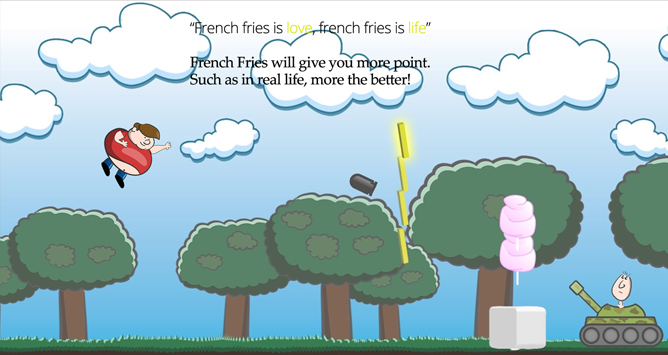 “French fries is love, french fries is life”
French Fries will give you more point.
Such as in real life, more the better!